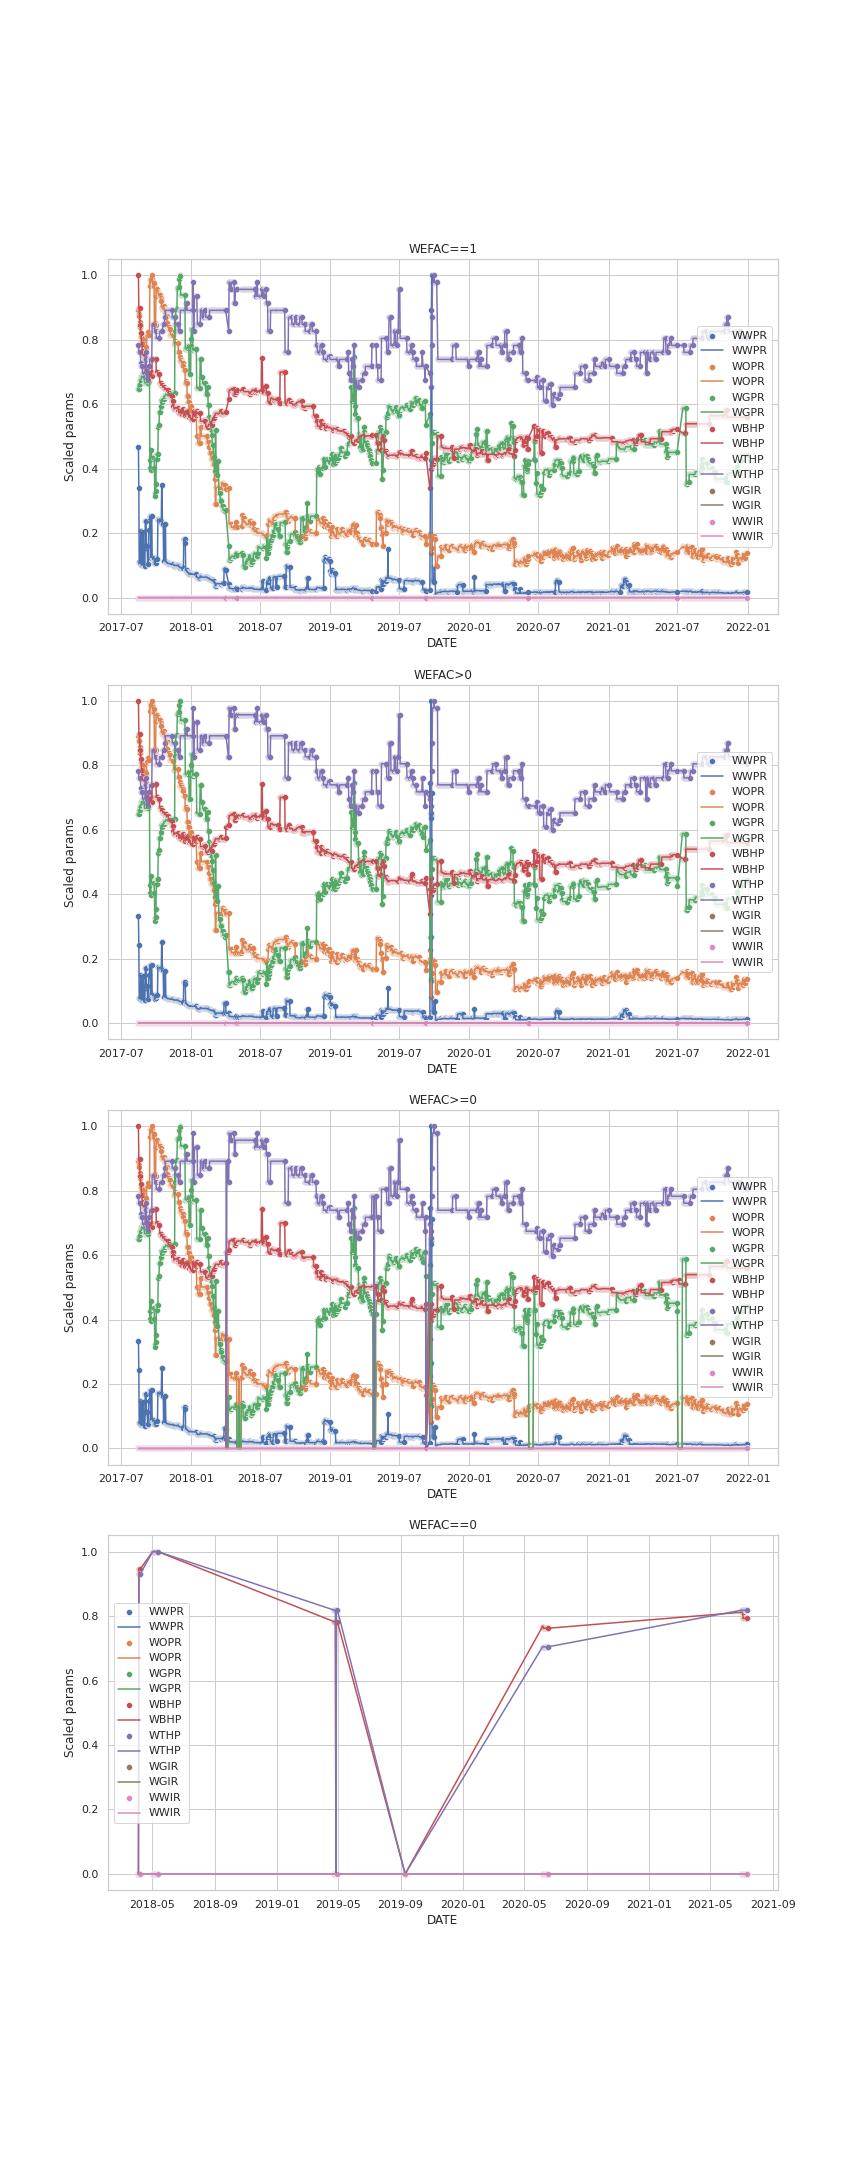 WEFAC==1
1.0
0.8
0.6
0.4
0.2
0.0
Scaled params
WWPR
WWPR
WOPR
WOPR
WGPR
WGPR
WBHP
WBHP
WTHP
WTHP
WGIR
WGIR
WWIR
WWIR
2017-07 2018-01 2018-07 2019-01 2019-07 2020-01 2020-07 2021-01 2021-07 2022-01
DATE
WEFAC>0
1.0
0.8
0.6
0.4
0.2
0.0
Scaled params
WWPR
WWPR
WOPR
WOPR
WGPR
WGPR
WBHP
WBHP
WTHP
WTHP
WGIR
WGIR
WWIR
WWIR
2017-07 2018-01 2018-07 2019-01 2019-07 2020-01 2020-07 2021-01 2021-07 2022-01
DATE
WEFAC>=0
1.0
0.8
0.6
0.4
0.2
0.0
Scaled params
WWPR
WWPR
WOPR
WOPR
WGPR
WGPR
WBHP
WBHP
WTHP
WTHP
WGIR
WGIR
WWIR
WWIR
2017-07 2018-01 2018-07 2019-01 2019-07 2020-01 2020-07 2021-01 2021-07 2022-01
DATE
WEFAC==0
1.0
0.8
0.6
0.4
0.2
0.0
Scaled params
WWPR
WWPR
WOPR
WOPR
WGPR
WGPR
WBHP
WBHP
WTHP
WTHP
WGIR
WGIR
WWIR
WWIR
2018-05 2018-09 2019-01 2019-05 2019-09 2020-01 2020-05 2020-09 2021-01 2021-05 2021-09
DATE